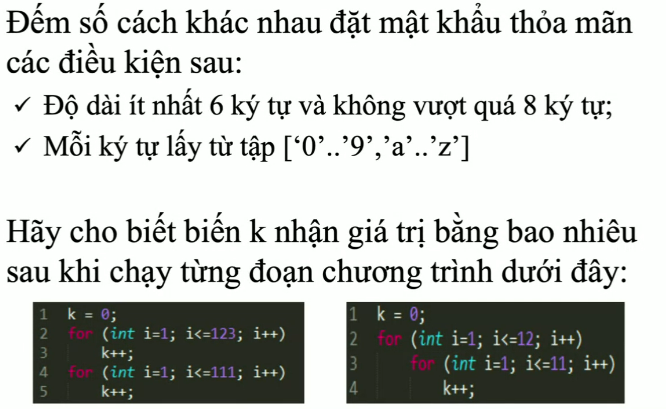 Đếm số cách khác nhau đặt mật khẩu thỏa mãn
các điều kiện sau:
✓ Độ dài ít nhất 6 ký tự và không vượt quá 8 ký tự;
✓ Mỗi ký tự lấy từ tập [‘0’..’9’,’a’..’z’]
Hãy cho biết biến k nhận giá trị bằng bao nhiêu
sau khi chạy từng đoạn chương trình dưới đây:
1 k = 0;
2 for (int i=1; i<=123; i++)
3 k++;
4 for (int i=1; i<=111; i++)
5 k++;
1 k = 0;
2 for (int i=1; i<=12; i++)
3 for (int i=1; i<=11; i++)
4 k++;